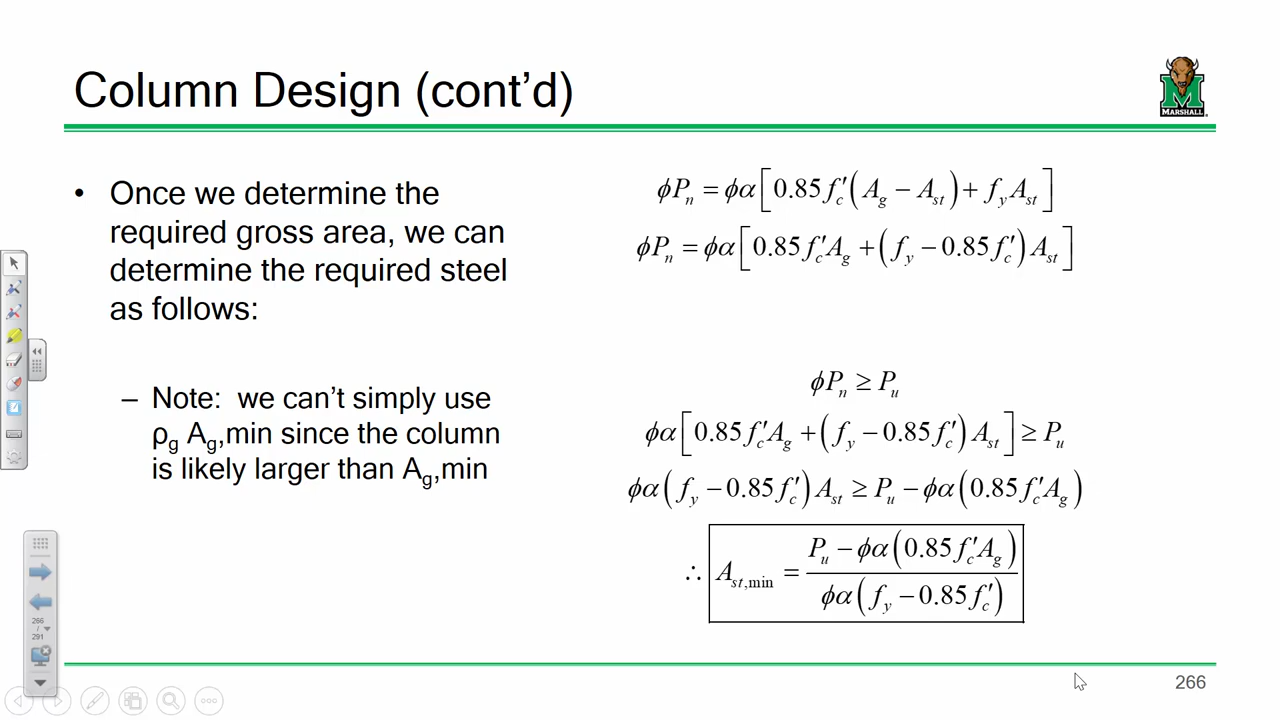 Column Design (cont'd)
MARSHALL
• Once we determine the
required gross area, we can
determine the required steel
as follows:
– Note: we can't simply use
ρg Ag,min since the column
is likely larger than Ag,min
ϕPn = ϕα[0.85f′c(Ag − Ast) + fyAst]
ϕPn = ϕα[0.85f′cAg + (fy − 0.85f′c)Ast]
ϕPn ≥ Pu
ϕα[0.85f′cAg + (fy − 0.85f′c)Ast] ≥ Pu
ϕα(fy − 0.85f′c)Ast ≥ Pu − ϕα(0.85f′cAg)
∴ Ast,min = Pu − ϕα(0.85f′cAg) / ϕα(fy − 0.85f′c)
266
/
291
266